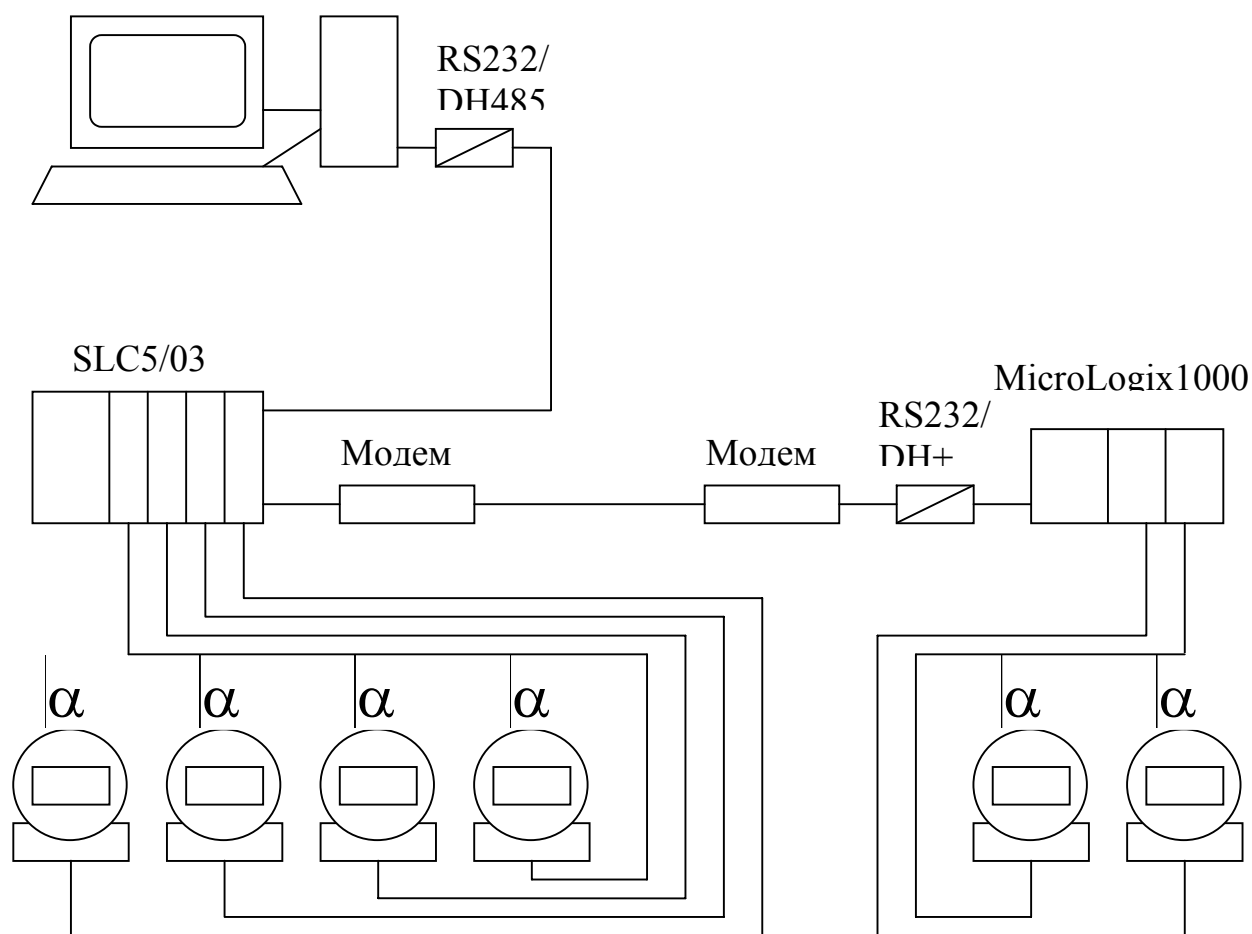 RS232/
DH485
SLC5/03
MicroLogix1000
RS232/
DH+
Модем
Модем
α
α
α
α
α
α